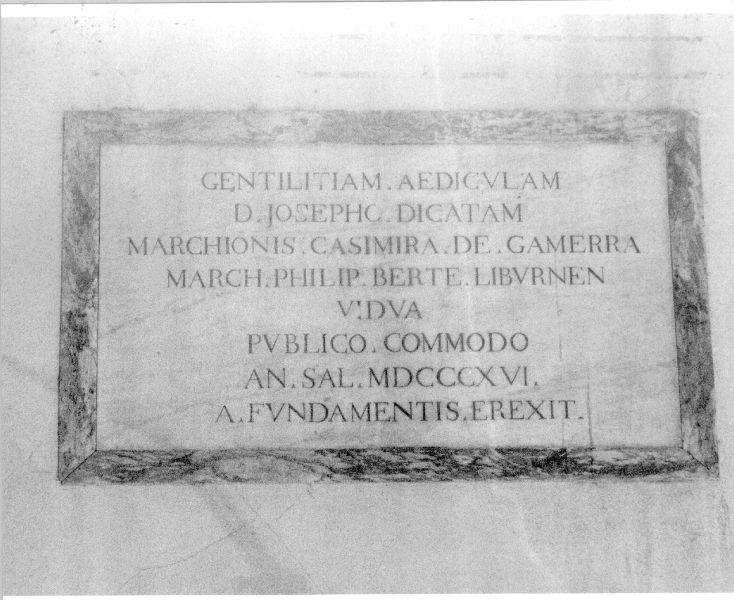 GENTILITIAM. AEDICVLAM
D. JOSEPHO. DICATAM
MARCHIONIS. CASIMIRA. DE. GAMERRA
MARCH. PHILIP. BERTE. LIBVRNEN
VIDVA
PVBLICO. COMMODO
AN. SAL. MDCCCXVI.
A. FVNDAMENTIS. EREXIT.